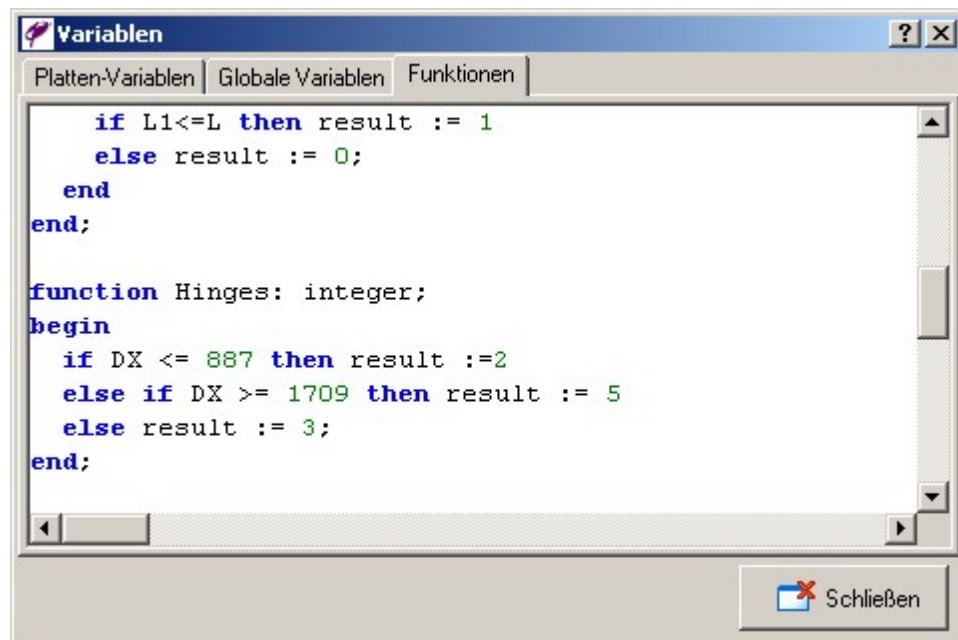 Variablen
Platten-Variablen Globale Variablen Funktionen
if L1<=L then result := 1
else result := 0;
end
end;
function Hinges: integer;
begin
if DX <= 887 then result :=2
else if DX >= 1709 then result := 5
else result := 3;
end;
Schließen